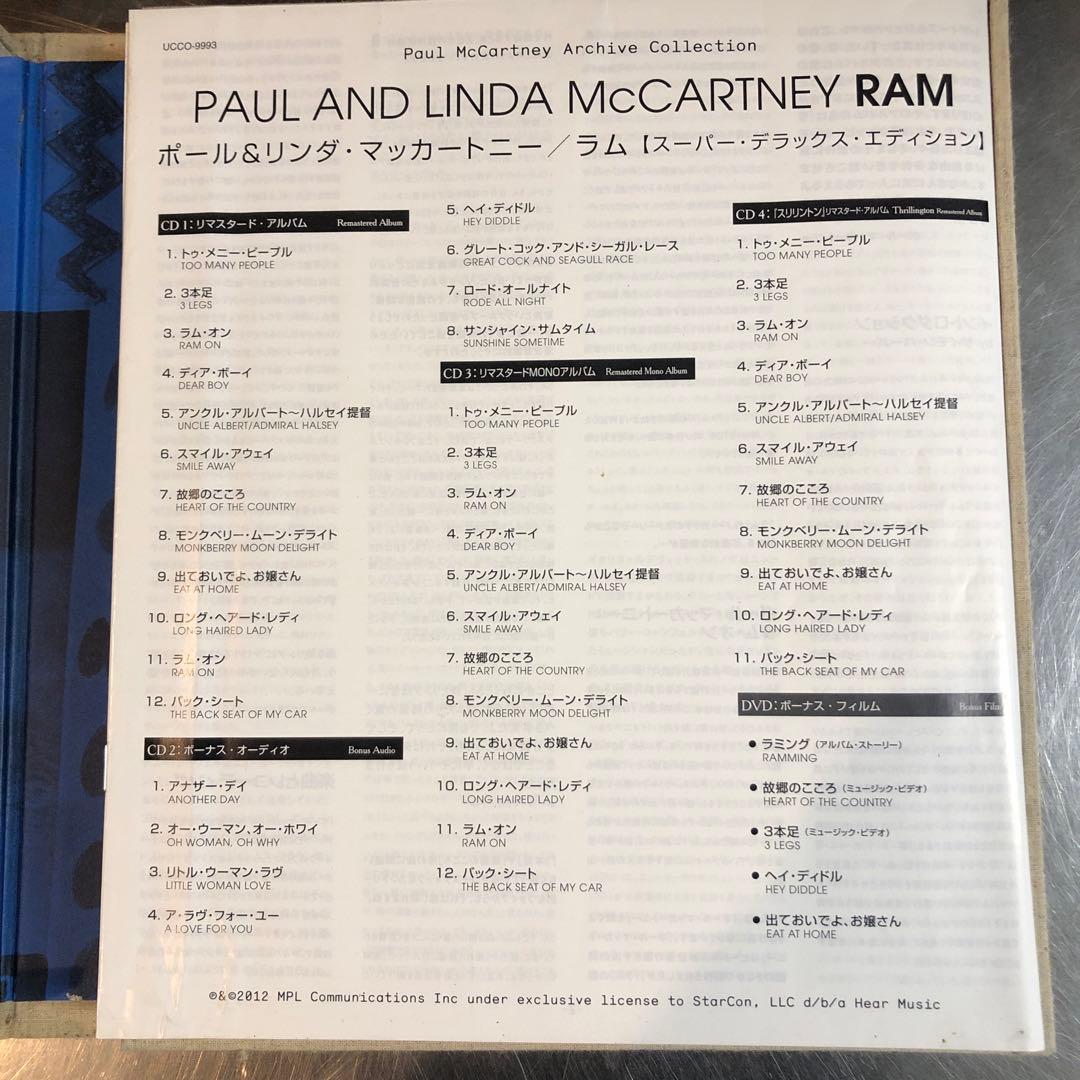 UCCO-9993
Paul McCartney Archive Collection
PAUL AND LINDA McCARTNEY RAM
ポール&リンダ・マッカートニー/ラム【スーパー・デラックス・エディション】
CD 1:リマスタード・アルバム Remastered Album
1. トゥ・メニー・ピープル
TOO MANY PEOPLE
2. 3本足
3 LEGS
3. ラム・オン
RAM ON
4. ディア・ボーイ
DEAR BOY
5. アンクル・アルバート〜ハルセイ提督
UNCLE ALBERT/ADMIRAL HALSEY
6. スマイル・アウェイ
SMILE AWAY
7. 故郷のこころ
HEART OF THE COUNTRY
8. モンクベリー・ムーン・デライト
MONKBERRY MOON DELIGHT
9. 出ておいでよ、お嬢さん
EAT AT HOME
10. ロング・ヘアード・レディ
LONG HAIRED LADY
11. ラム・オン
RAM ON
12. バック・シート
THE BACK SEAT OF MY CAR
CD 2:ボーナス・オーディオ Bonus Audio
1. アナザー・デイ
ANOTHER DAY
2. オー・ウーマン、オー・ホワイ
OH WOMAN, OH WHY
3. リトル・ウーマン・ラヴ
LITTLE WOMAN LOVE
4. ア・ラヴ・フォー・ユー
A LOVE FOR YOU
5. ヘイ・ディドル
HEY DIDDLE
6. グレート・コック・アンド・シーガル・レース
GREAT COCK AND SEAGULL RACE
7. ロード・オールナイト
RODE ALL NIGHT
8. サンシャイン・サムタイム
SUNSHINE SOMETIME
CD 3:リマスタードMONOアルバム Remastered Mono Album
1. トゥ・メニー・ピープル
TOO MANY PEOPLE
2. 3本足
3 LEGS
3. ラム・オン
RAM ON
4. ディア・ボーイ
DEAR BOY
5. アンクル・アルバート〜ハルセイ提督
UNCLE ALBERT/ADMIRAL HALSEY
6. スマイル・アウェイ
SMILE AWAY
7. 故郷のこころ
HEART OF THE COUNTRY
8. モンクベリー・ムーン・デライト
MONKBERRY MOON DELIGHT
9. 出ておいでよ、お嬢さん
EAT AT HOME
10. ロング・ヘアード・レディ
LONG HAIRED LADY
11. ラム・オン
RAM ON
12. バック・シート
THE BACK SEAT OF MY CAR
CD 4:「スリリントン」リマスタード・アルバム Thrillington Remastered Album
1. トゥ・メニー・ピープル
TOO MANY PEOPLE
2. 3本足
3 LEGS
3. ラム・オン
RAM ON
4. ディア・ボーイ
DEAR BOY
5. アンクル・アルバート〜ハルセイ提督
UNCLE ALBERT/ADMIRAL HALSEY
6. スマイル・アウェイ
SMILE AWAY
7. 故郷のこころ
HEART OF THE COUNTRY
8. モンクベリー・ムーン・デライト
MONKBERRY MOON DELIGHT
9. 出ておいでよ、お嬢さん
EAT AT HOME
10. ロング・ヘアード・レディ
LONG HAIRED LADY
11. バック・シート
THE BACK SEAT OF MY CAR
DVD:ボーナス・フィルム Bonus Film
● ラミング(アルバム・ストーリー)
RAMMING
● 故郷のこころ(ミュージック・ビデオ)
HEART OF THE COUNTRY
● 3本足(ミュージック・ビデオ)
3 LEGS
● ヘイ・ディドル
HEY DIDDLE
● 出ておいでよ、お嬢さん
EAT AT HOME
℗&©2012 MPL Communications Inc under exclusive license to StarCon, LLC d/b/a Hear Music